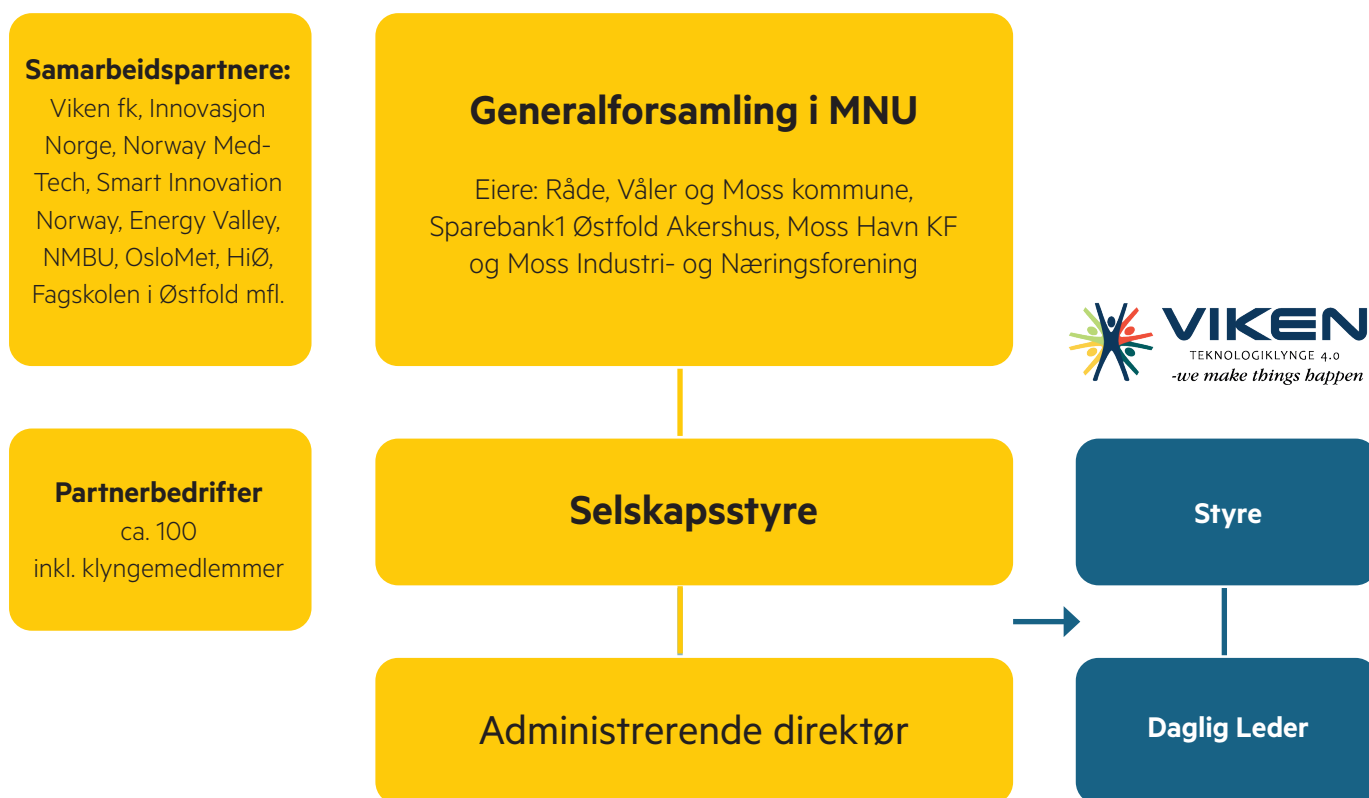 Samarbeidspartnere:
Viken fk, Innovasjon
Norge, Norway Med-
Tech, Smart Innovation
Norway, Energy Valley,
NMBU, OsloMet, HiØ,
Fagskolen i Østfold mfl.
Generalforsamling i MNU
Eiere: Råde, Våler og Moss kommune,
Sparebank1 Østfold Akershus, Moss Havn KF
og Moss Industri- og Næringsforening
VIKEN
TEKNOLOGIKLYNGE 4.0
-we make things happen
Partnerbedrifter
ca. 100
inkl. klyngemedlemmer
Selskapsstyre
Styre
Administrerende direktør
Daglig Leder